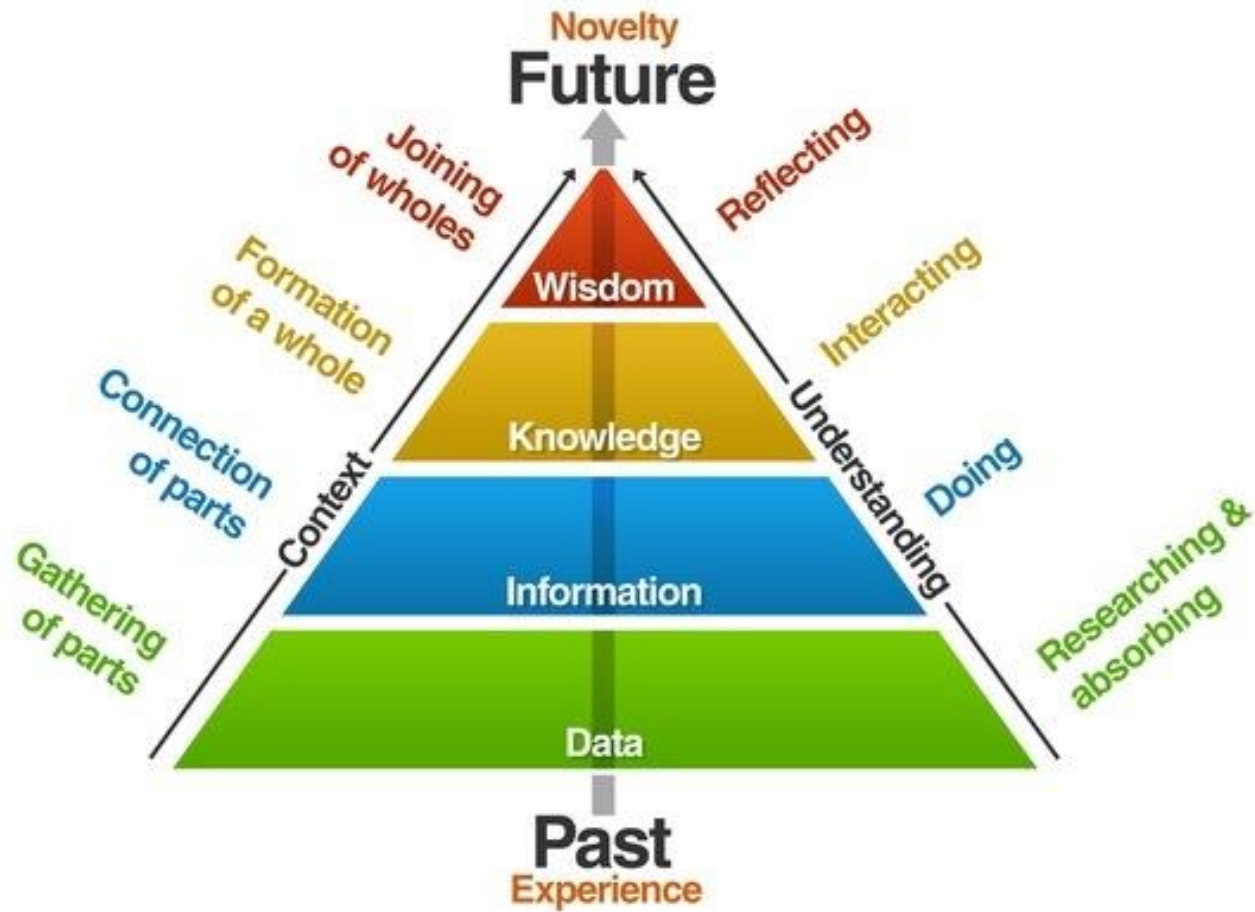 Novelty
Future
Joining
of wholes
Reflecting
Wisdom
Formation
of a whole
Interacting
Knowledge
Connection
of parts
Context
Understanding
Doing
Information
Gathering
of parts
Researching &
absorbing
Data
Past
Experience